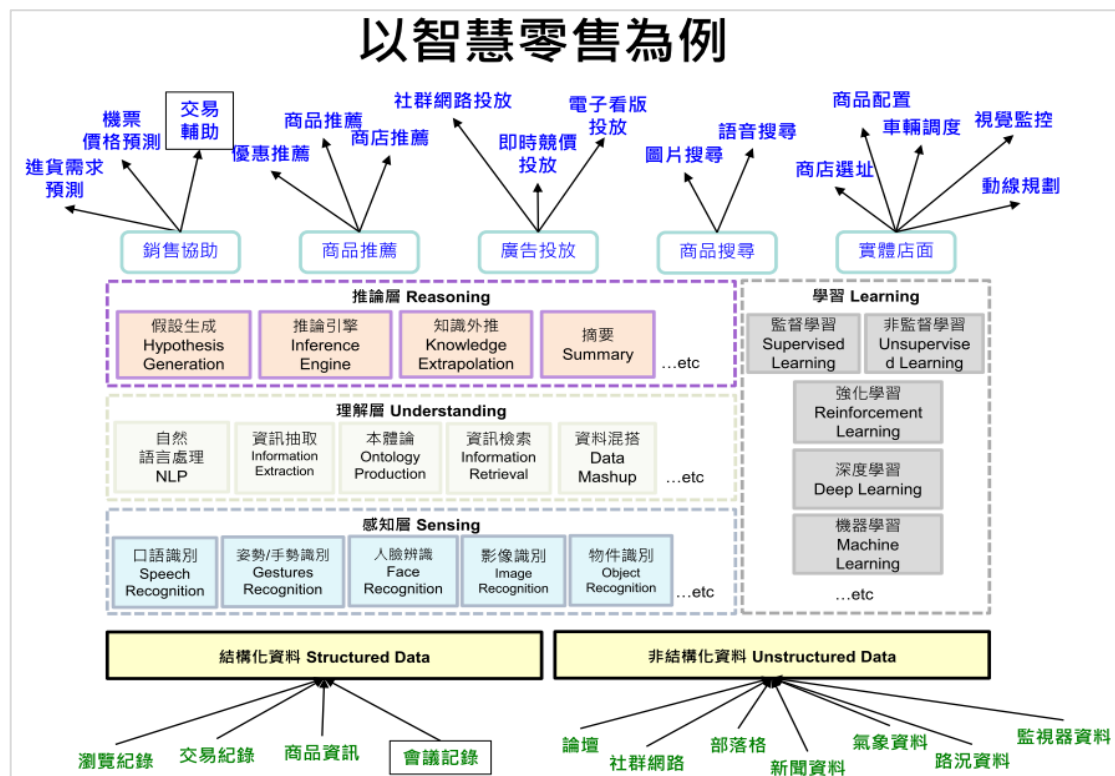 以智慧零售為例
進貨需求
預測
機票
價格預測
交易
輔助
優惠推薦
商品推薦
商店推薦
社群網路投放
即時競價
投放
電子看版
投放
圖片搜尋
語音搜尋
商店選址
商品配置
車輛調度
視覺監控
動線規劃
銷售協助
商品推薦
廣告投放
商品搜尋
實體店面
推論層 Reasoning
假設生成
Hypothesis
Generation
推論引擎
Inference
Engine
知識外推
Knowledge
Extrapolation
摘要
Summary
...etc
理解層 Understanding
自然
語言處理
NLP
資訊抽取
Information
Extraction
本體論
Ontology
Production
資訊檢索
Information
Retrieval
資料混搭
Data
Mashup
...etc
感知層 Sensing
口語識別
Speech
Recognition
姿勢/手勢識別
Gestures
Recognition
人臉辨識
Face
Recognition
影像識別
Image
Recognition
物件識別
Object
Recognition
...etc
學習 Learning
監督學習
Supervised
Learning
非監督學習
Unsupervise
d Learning
強化學習
Reinforcement
Learning
深度學習
Deep Learning
機器學習
Machine
Learning
...etc
結構化資料 Structured Data
非結構化資料 Unstructured Data
瀏覽紀錄
交易紀錄
商品資訊
會議記錄
論壇
社群網路
部落格
新聞資料
氣象資料
路況資料
監視器資料